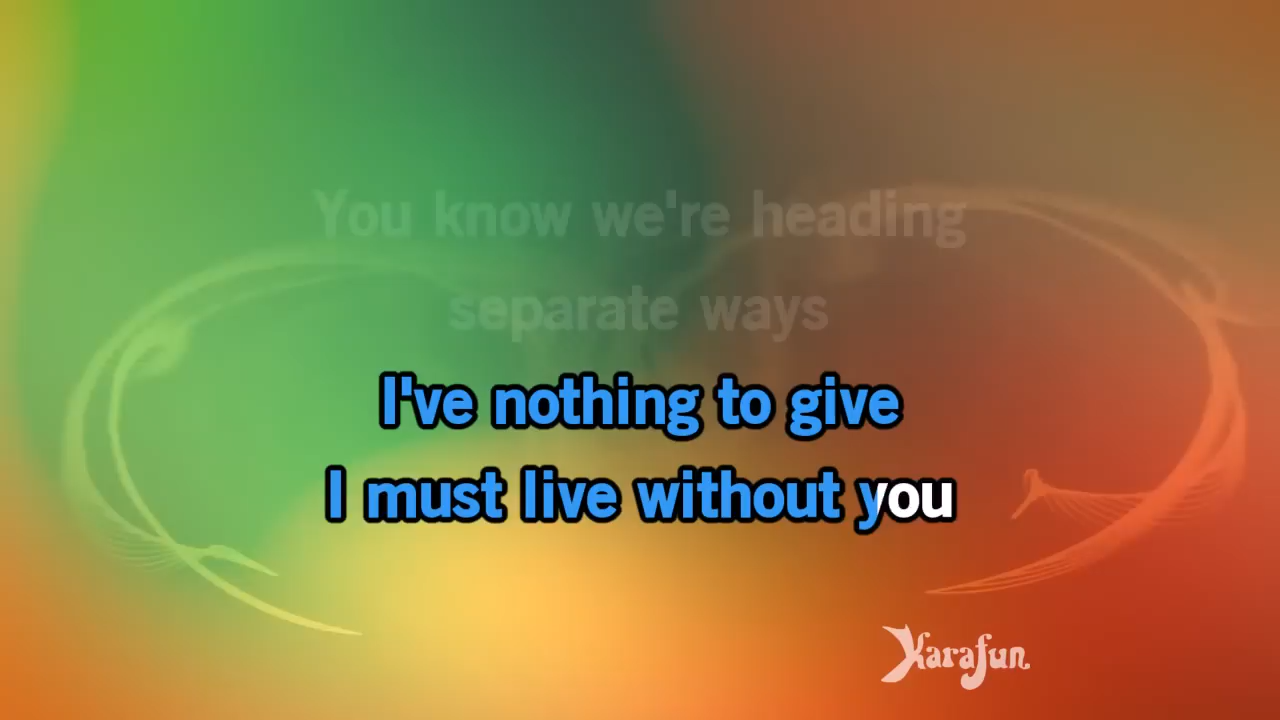 You know we're heading
separate ways
I've nothing to give
I must live without you
Karafun